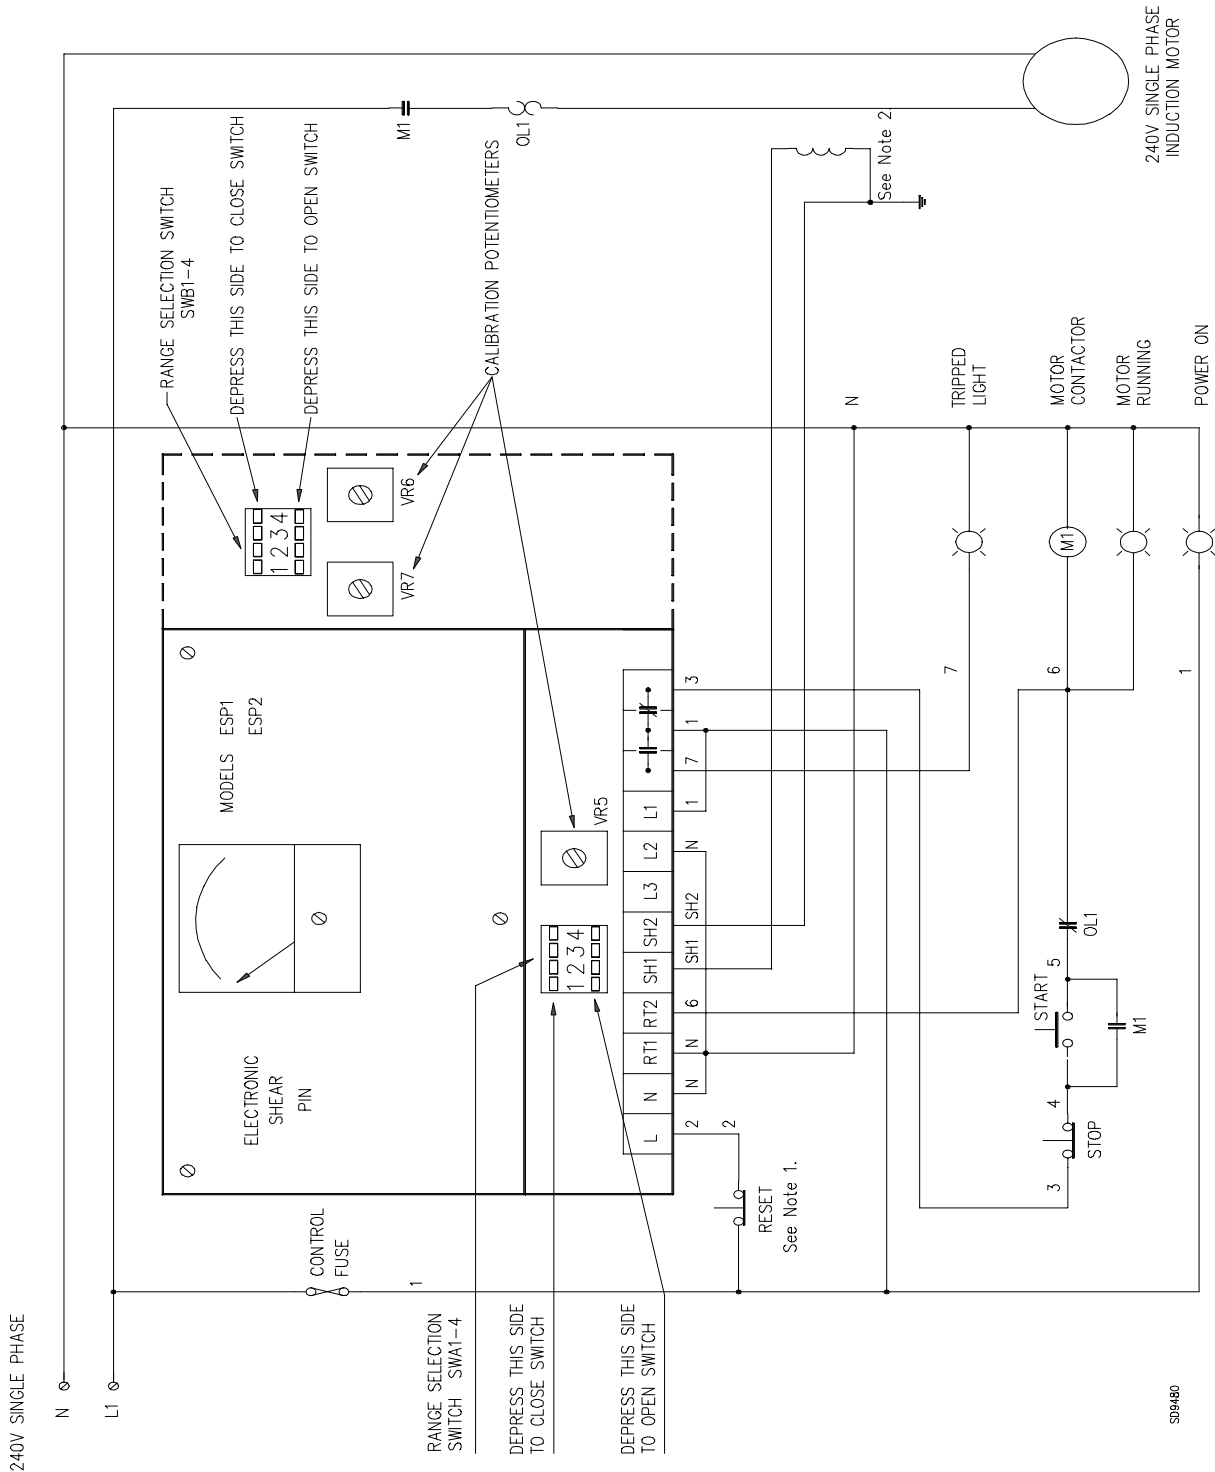 240V SINGLE PHASE
N
L1
CONTROL
FUSE
1
RANGE SELECTION
SWITCH SWA1-4
DEPRESS THIS SIDE
TO CLOSE SWITCH
DEPRESS THIS SIDE
TO OPEN SWITCH
ELECTRONIC
SHEAR
PIN
MODELS ESP1
ESP2
RANGE SELECTION SWITCH
SWB1-4
DEPRESS THIS SIDE TO CLOSE SWITCH
DEPRESS THIS SIDE TO OPEN SWITCH
1 2 3 4
VR7
VR6
CALIBRATION POTENTIOMETERS
M1
OL1
240V SINGLE PHASE
INDUCTION MOTOR
1 2 3 4
VR5
L
N
RT1
RT2
SH1
SH2
L3
L2
L1
2
N
N
6
SH1
SH2
N
1
7
1
3
2
RESET
See Note 1.
See Note 2.
N
TRIPPED
LIGHT
7
3
STOP
4
START
5
M1
OL1
6
M1
MOTOR
CONTACTOR
MOTOR
RUNNING
1
POWER ON
SD9480